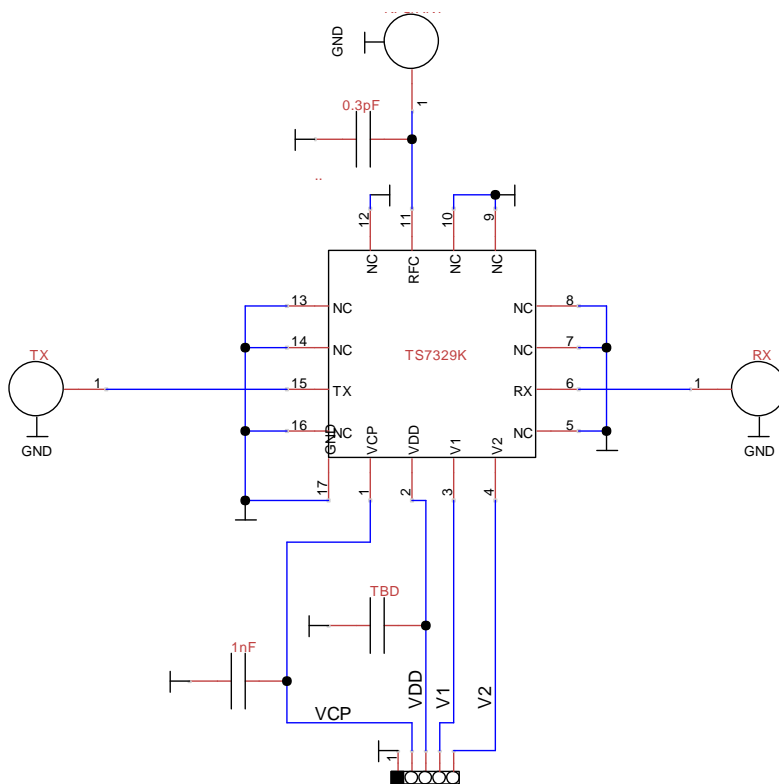 GND
1
0.3pF
..
12
11
10
9
NC
RFC
NC
NC
13
NC
NC
8
14
NC
NC
7
TS7329K
TX
1
15
TX
RX
6
1
RX
16
NC
NC
5
GND
VCP
VDD
V1
V2
GND
GND
17
1
2
3
4
TBD
1nF
VCP
VDD
V1
V2
1